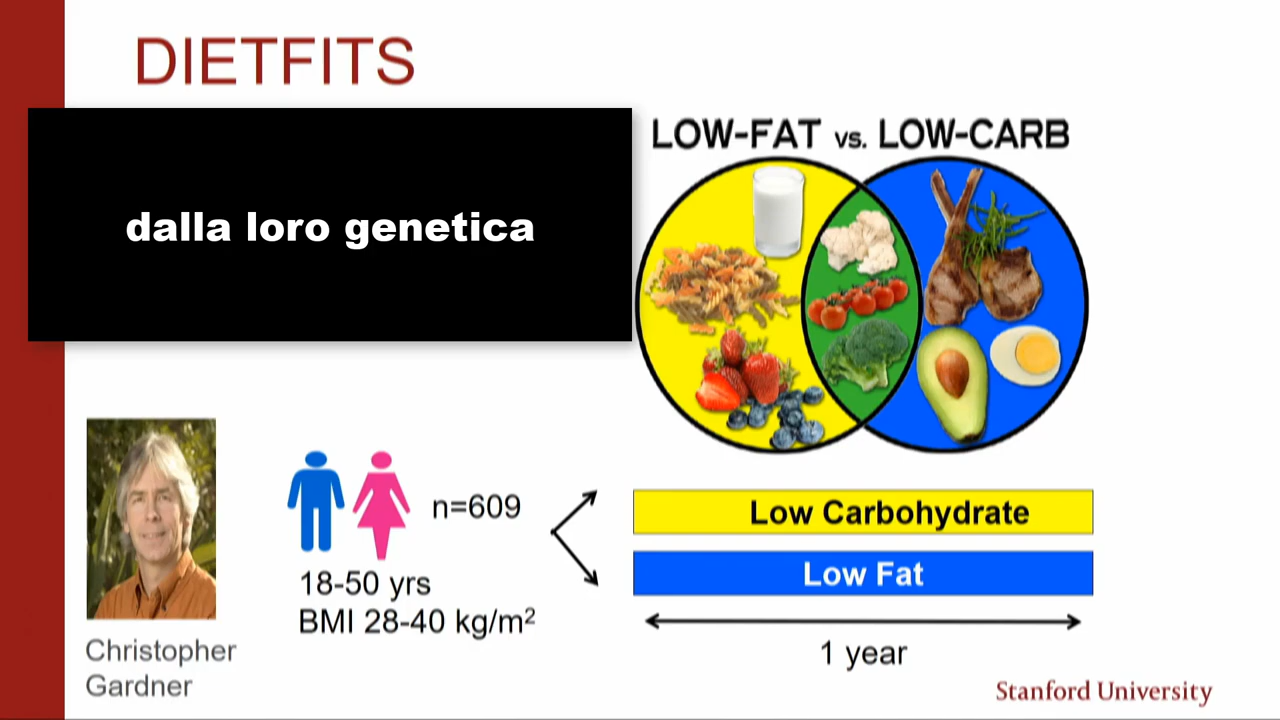 DIETFITS
dalla loro genetica
LOW-FAT vs. LOW-CARB
Christopher
Gardner
n=609
18-50 yrs
BMI 28-40 kg/m²
Low Carbohydrate
Low Fat
1 year
Stanford University